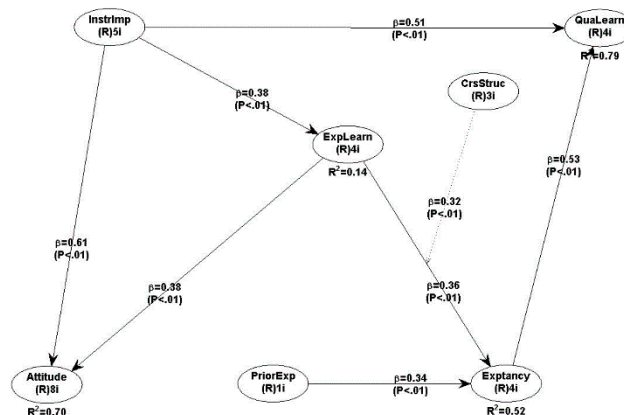 InstrImp
(R)5i
β=0.51
(P<.01)
QuaLearn
(R)4i
R²=0.79
β=0.38
(P<.01)
CrsStruc
(R)3i
ExpLearn
(R)4i
R²=0.14
β=0.53
(P<.01)
β=0.32
(P<.01)
β=0.61
(P<.01)
β=0.38
(P<.01)
β=0.36
(P<.01)
Attitude
(R)8i
R²=0.70
PriorExp
(R)1i
β=0.34
(P<.01)
Exptancy
(R)4i
R²=0.52